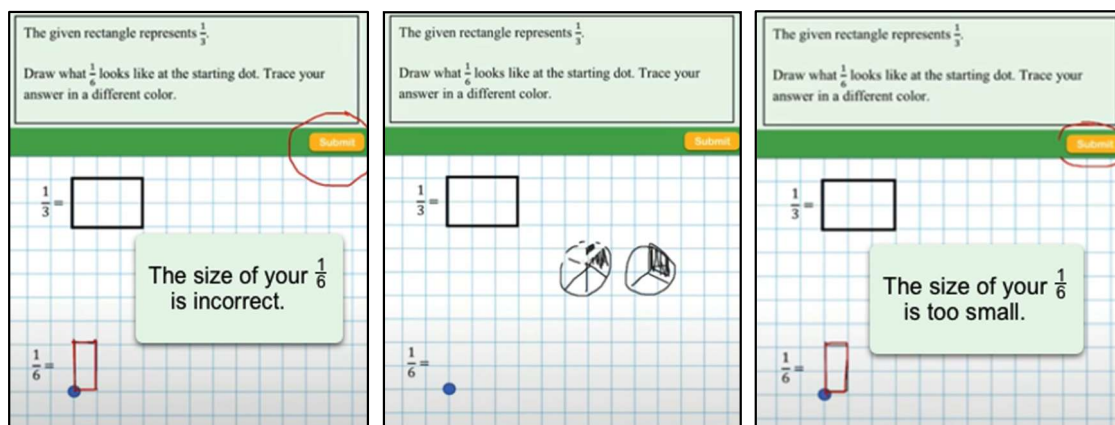 The given rectangle represents 1/3.
Draw what 1/6 looks like at the starting dot. Trace your
answer in a different color.
Submit
1/3 =
The size of your 1/6
is incorrect.
1/6 =
The given rectangle represents 1/3.
Draw what 1/6 looks like at the starting dot. Trace your
answer in a different color.
Submit
1/3 =
1/6 =
The given rectangle represents 1/3.
Draw what 1/6 looks like at the starting dot. Trace your
answer in a different color.
Submit
1/3 =
The size of your 1/6
is too small.
1/6 =